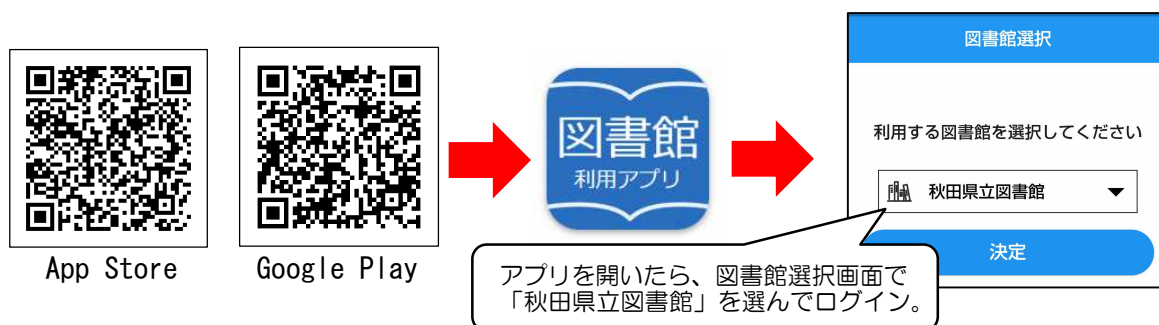 App Store
Google Play
図書館
利用アプリ
図書館選択
利用する図書館を選択してください
秋田県立図書館
決定
アプリを開いたら、図書館選択画面で
「秋田県立図書館」を選んでログイン。